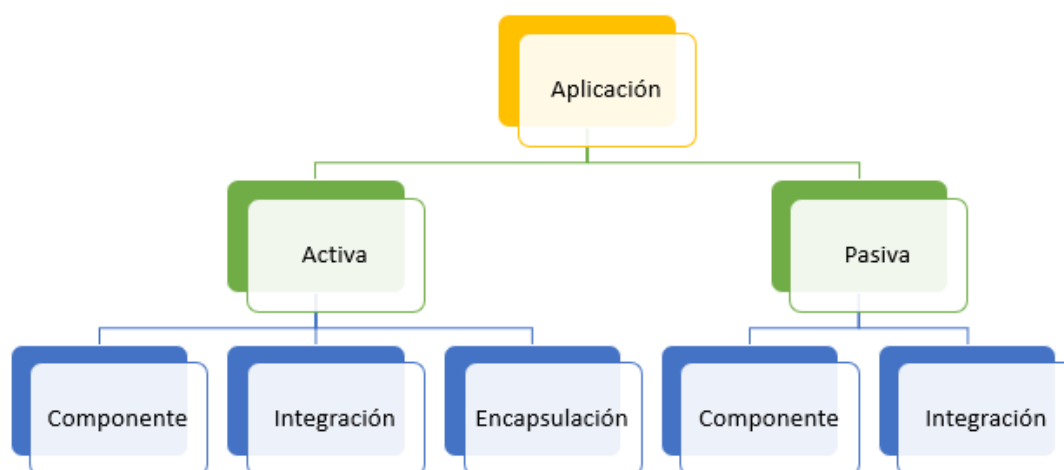 Aplicación
Activa
Pasiva
Componente
Integración
Encapsulación
Componente
Integración